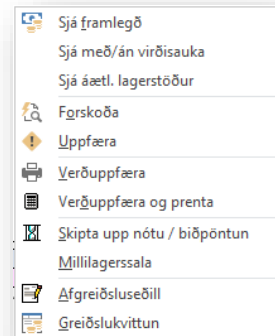 Sjá framlegð
Sjá með/án virðisauka
Sjá áætl. lagerstöður
Forskoða
Uppfæra
Verðuppfæra
Verðuppfæra og prenta
Skipta upp nótu / biðpöntun
Millilagerssala
Afgreiðsluseðill
Greiðslukvittun